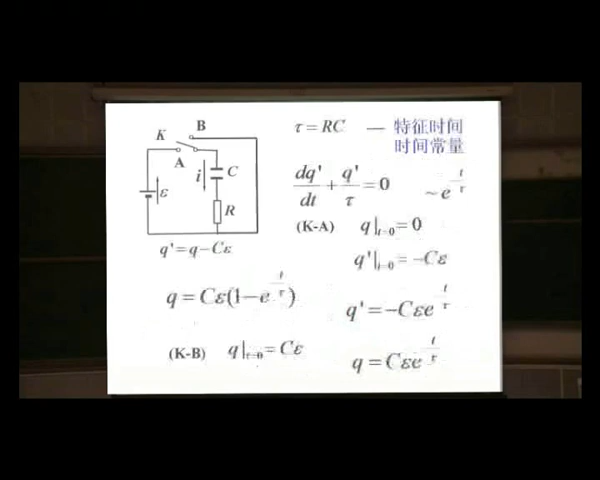 B
K
A
i
C
ε
R
τ = RC — 特征时间
时间常量
dq'/dt + q'/τ = 0 ~ e^{-t/τ}
q' = q − Cε
(K-A) q|_{t=0} = 0
q'|_{t=0} = −Cε
q = Cε(1 − e^{-t/τ}) q' = −Cεe^{-t/τ}
(K-B) q|_{t=0} = Cε
q = Cεe^{-t/τ}